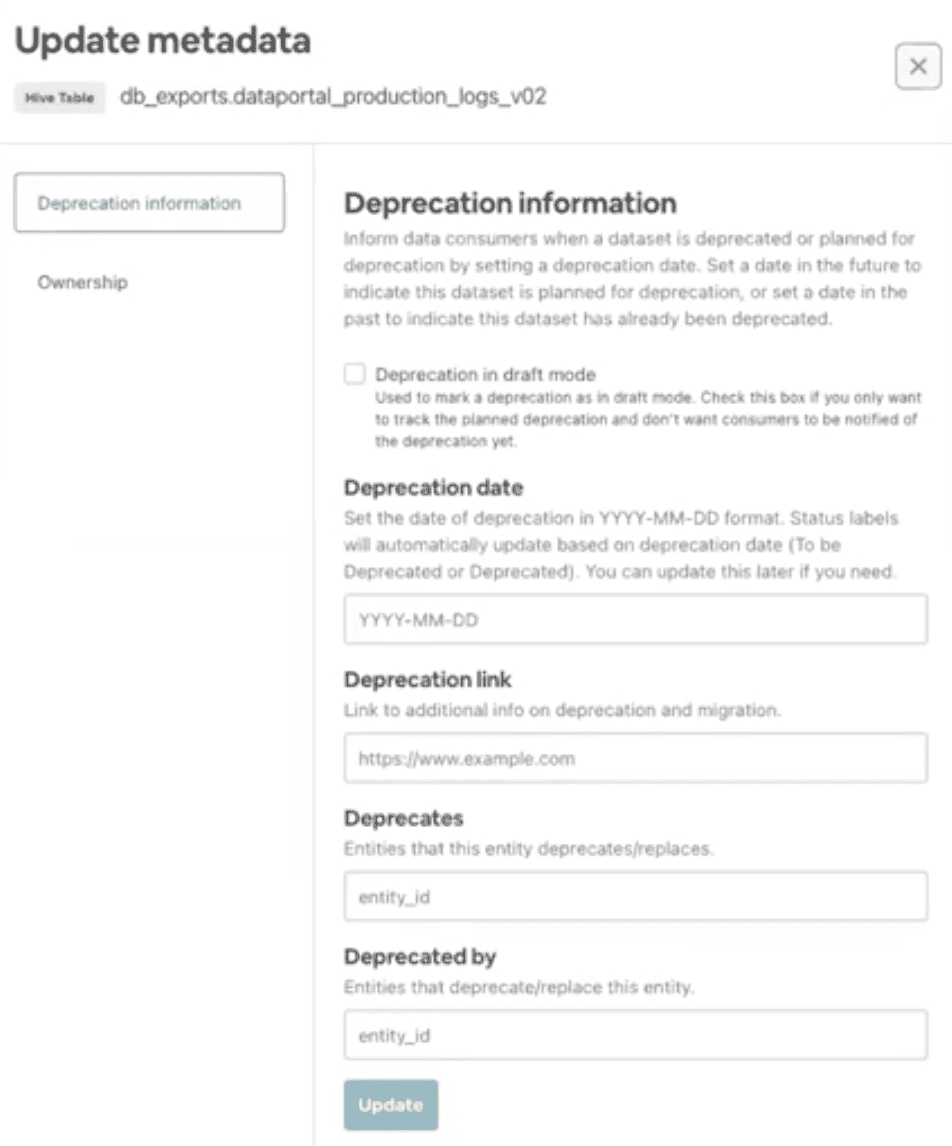 Update metadata
Hive Table db_exports.dataportal_production_logs_v02
Deprecation information
Ownership
Deprecation information
Inform data consumers when a dataset is deprecated or planned for
deprecation by setting a deprecation date. Set a date in the future to
indicate this dataset is planned for deprecation, or set a date in the
past to indicate this dataset has already been deprecated.
Deprecation in draft mode
Used to mark a deprecation as in draft mode. Check this box if you only want
to track the planned deprecation and don't want consumers to be notified of
the deprecation yet.
Deprecation date
Set the date of deprecation in YYYY-MM-DD format. Status labels
will automatically update based on deprecation date (To be
Deprecated or Deprecated). You can update this later if you need.
YYYY-MM-DD
Deprecation link
Link to additional info on deprecation and migration.
https://www.example.com
Deprecates
Entities that this entity deprecates/replaces.
entity_id
Deprecated by
Entities that deprecate/replace this entity.
entity_id
Update